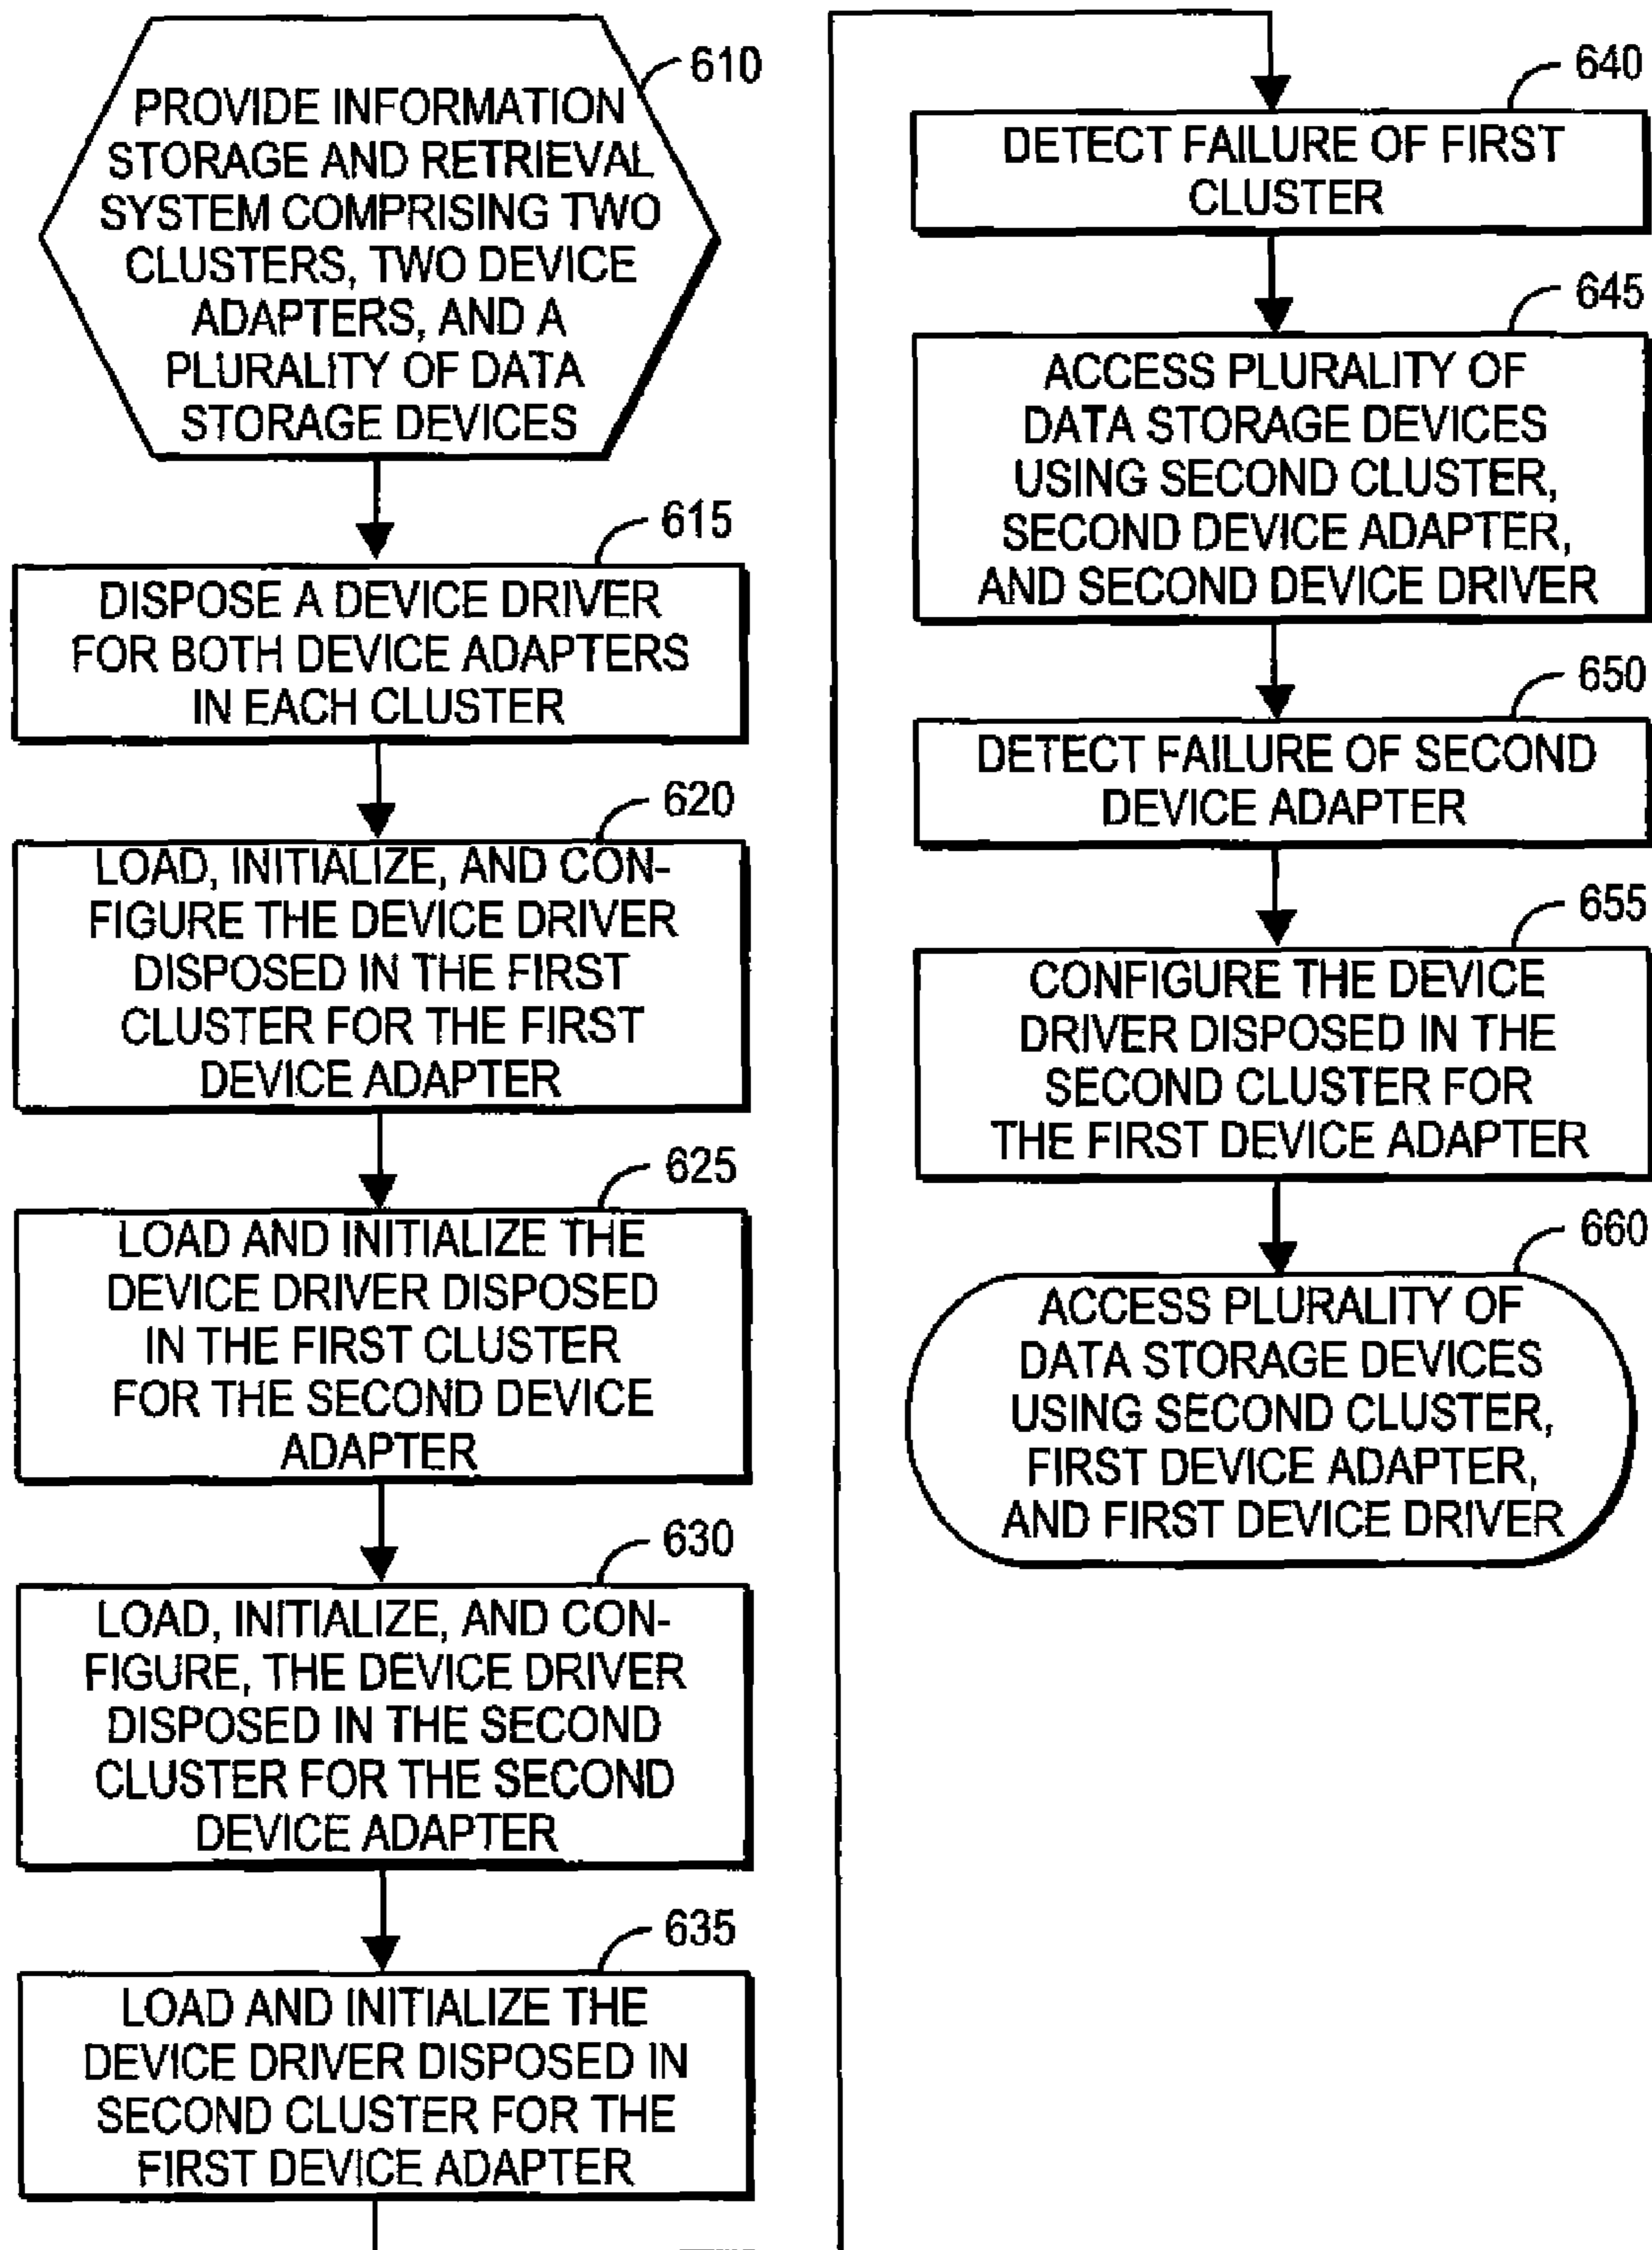 610
PROVIDE INFORMATION
STORAGE AND RETRIEVAL
SYSTEM COMPRISING TWO
CLUSTERS, TWO DEVICE
ADAPTERS, AND A
PLURALITY OF DATA
STORAGE DEVICES
615
DISPOSE A DEVICE DRIVER
FOR BOTH DEVICE ADAPTERS
IN EACH CLUSTER
620
LOAD, INITIALIZE, AND CON-
FIGURE THE DEVICE DRIVER
DISPOSED IN THE FIRST
CLUSTER FOR THE FIRST
DEVICE ADAPTER
625
LOAD AND INITIALIZE THE
DEVICE DRIVER DISPOSED
IN THE FIRST CLUSTER
FOR THE SECOND DEVICE
ADAPTER
630
LOAD, INITIALIZE, AND CON-
FIGURE, THE DEVICE DRIVER
DISPOSED IN THE SECOND
CLUSTER FOR THE SECOND
DEVICE ADAPTER
635
LOAD AND INITIALIZE THE
DEVICE DRIVER DISPOSED IN
SECOND CLUSTER FOR THE
FIRST DEVICE ADAPTER
640
DETECT FAILURE OF FIRST
CLUSTER
645
ACCESS PLURALITY OF
DATA STORAGE DEVICES
USING SECOND CLUSTER,
SECOND DEVICE ADAPTER,
AND SECOND DEVICE DRIVER
650
DETECT FAILURE OF SECOND
DEVICE ADAPTER
655
CONFIGURE THE DEVICE
DRIVER DISPOSED IN THE
SECOND CLUSTER FOR
THE FIRST DEVICE ADAPTER
660
ACCESS PLURALITY OF
DATA STORAGE DEVICES
USING SECOND CLUSTER,
FIRST DEVICE ADAPTER,
AND FIRST DEVICE DRIVER